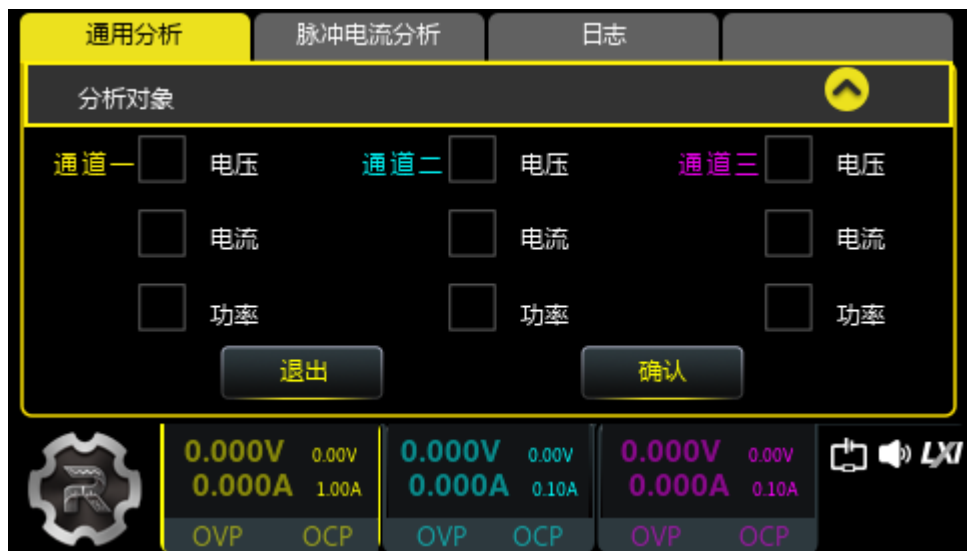 通用分析 脉冲电流分析 日志
分析对象
通道一 电压 通道二 电压 通道三 电压
电流 电流 电流
功率 功率 功率
退出 确认
0.000V 0.00V 0.000V 0.00V 0.000V 0.00V LXI
0.000A 1.00A 0.000A 0.10A 0.000A 0.10A
OVP OCP OVP OCP OVP OCP